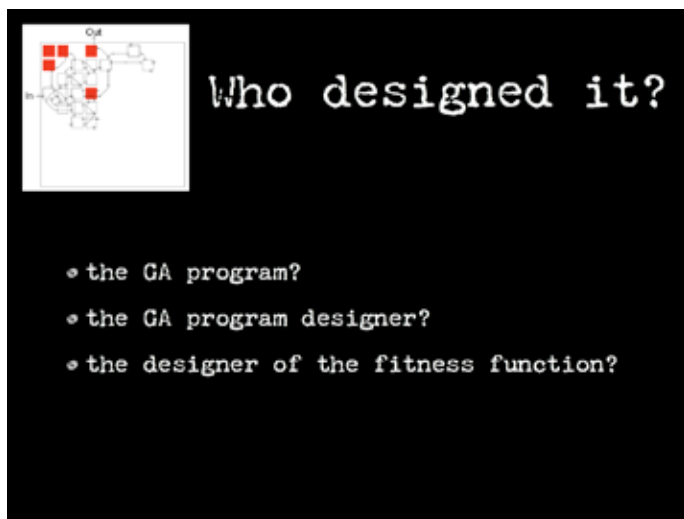 Out
In
Who designed it?
the GA program?
the GA program designer?
the designer of the fitness function?